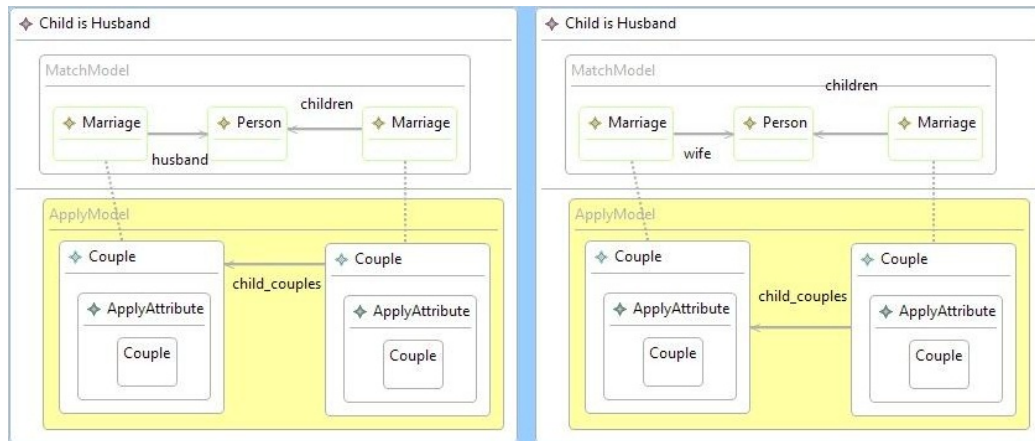 Child is Husband
MatchModel
children
Marriage
Person
Marriage
husband
ApplyModel
Couple
Couple
child_couples
ApplyAttribute
ApplyAttribute
Couple
Couple
Child is Husband
MatchModel
children
Marriage
Person
Marriage
wife
ApplyModel
Couple
Couple
child_couples
ApplyAttribute
ApplyAttribute
Couple
Couple